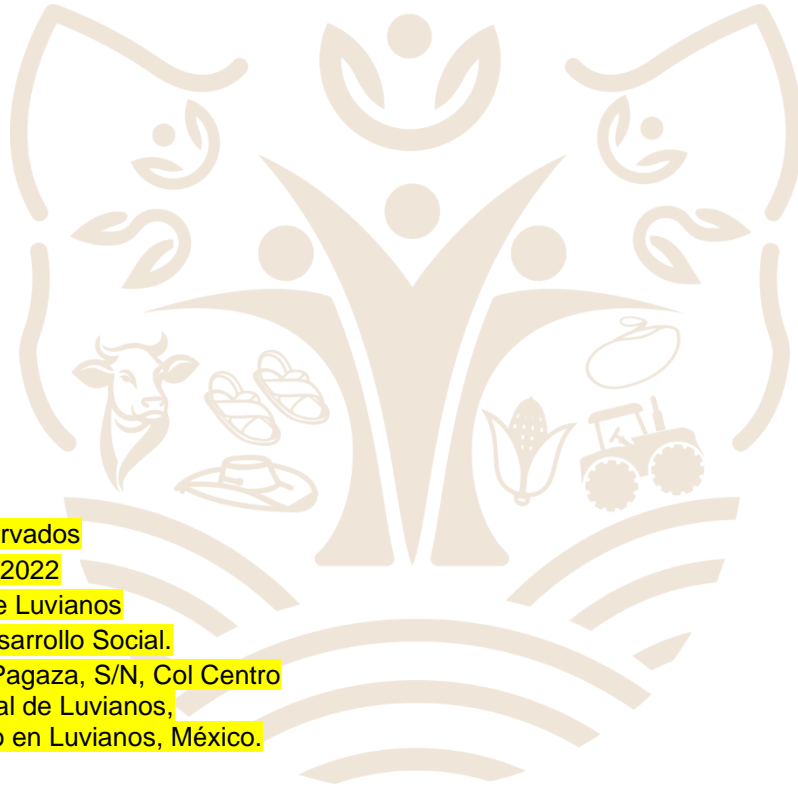 rvados
2022
e Luvianos
sarrollo Social.
Pagaza, S/N, Col Centro
al de Luvianos,
o en Luvianos, México.